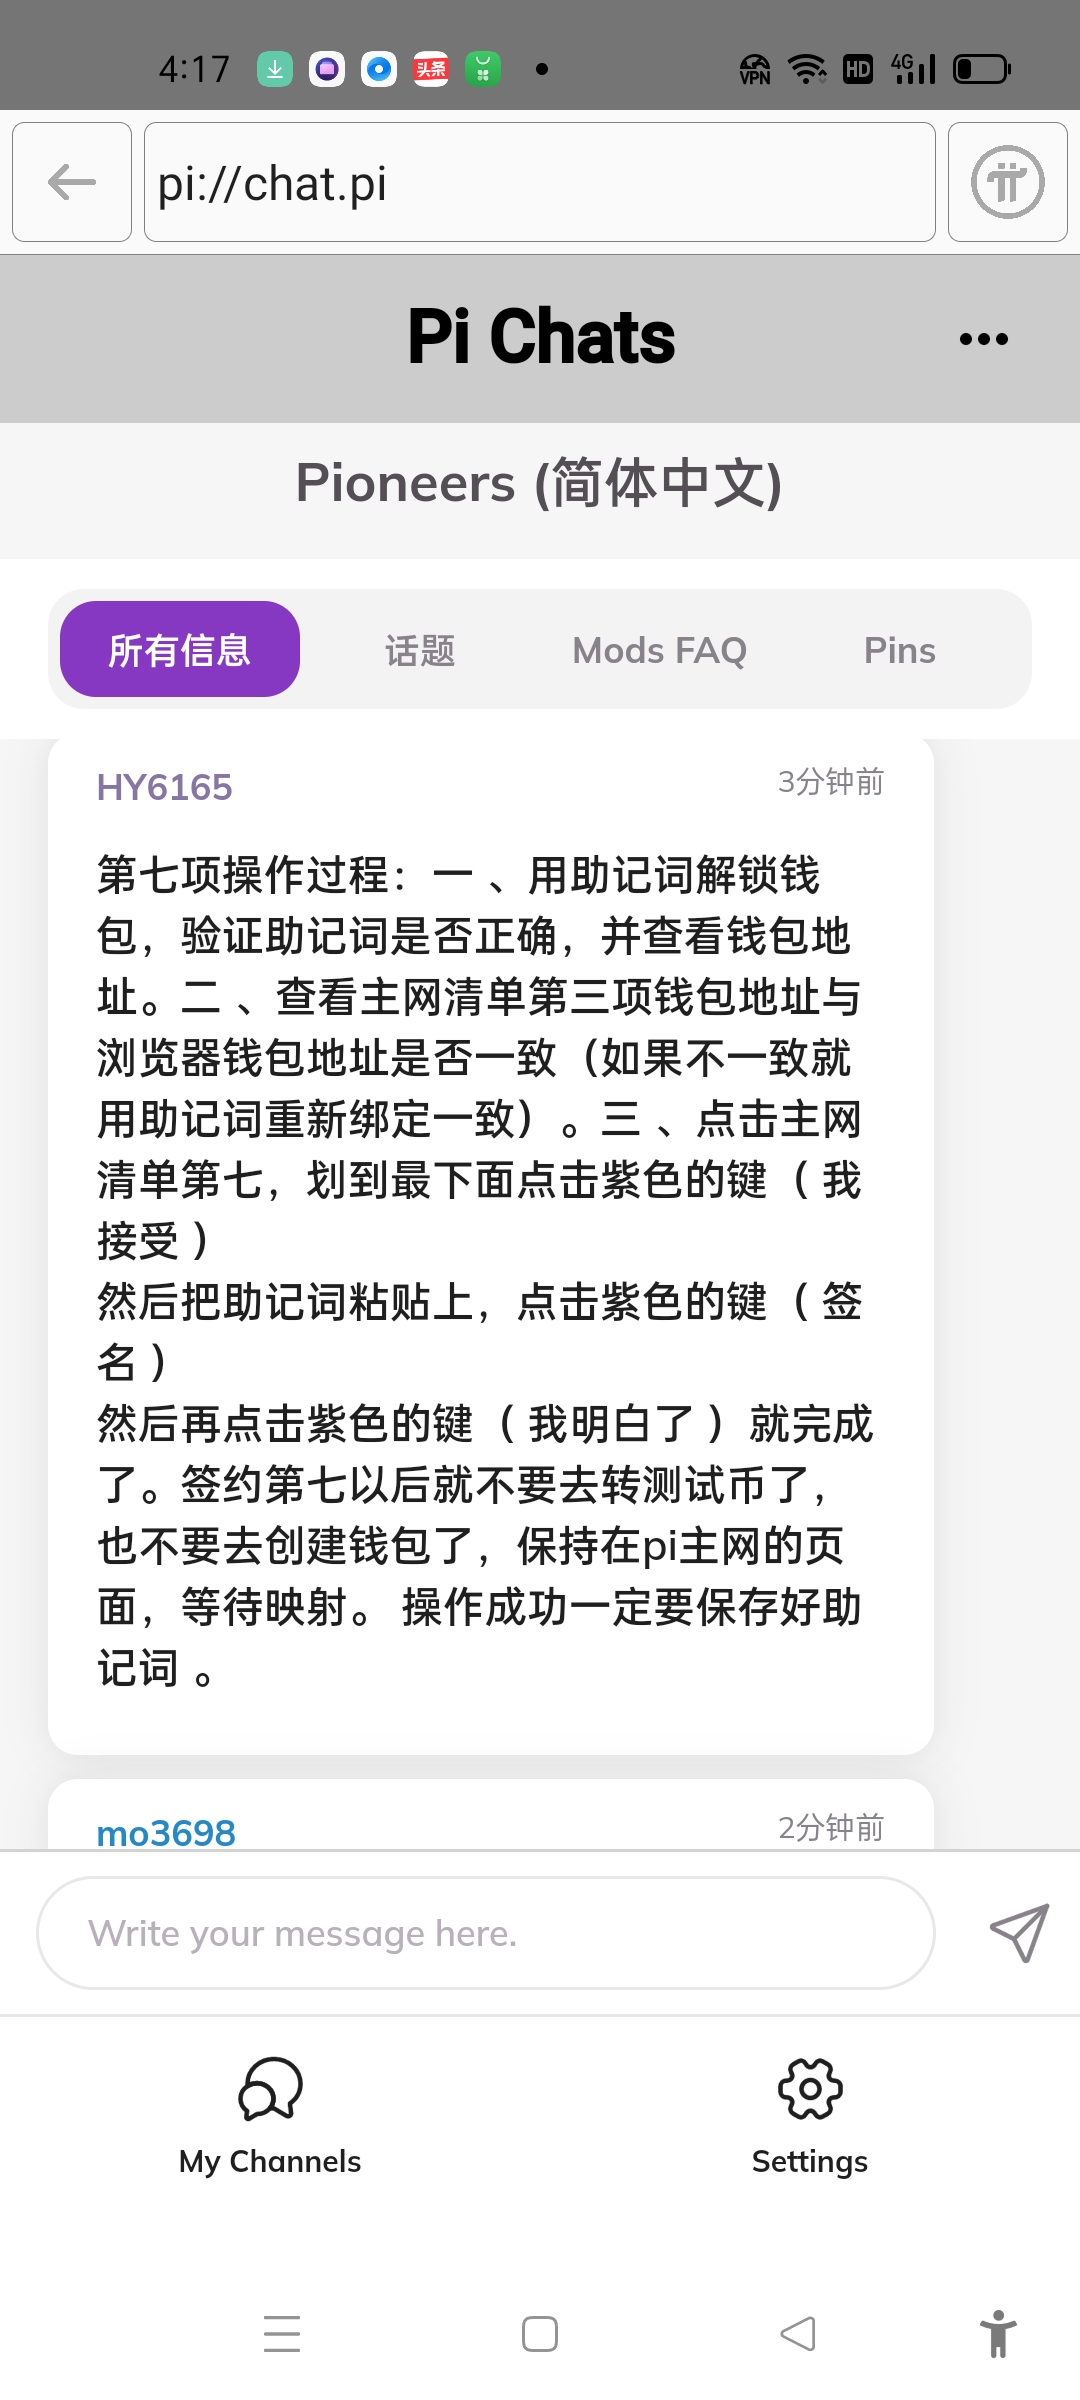 4:17
头条
VPN
HD
4G
pi://chat.pi
Pi Chats
Pioneers (简体中文)
所有信息 话题 Mods FAQ Pins
HY6165 3分钟前
第七项操作过程：一 、用助记词解锁钱
包，验证助记词是否正确，并查看钱包地
址。二 、查看主网清单第三项钱包地址与
浏览器钱包地址是否一致（如果不一致就
用助记词重新绑定一致）。三 、点击主网
清单第七，划到最下面点击紫色的键（ 我
接受 ）
然后把助记词粘贴上，点击紫色的键（ 签
名 ）
然后再点击紫色的键（ 我明白了 ）就完成
了。签约第七以后就不要去转测试币了，
也不要去创建钱包了，保持在pi主网的页
面，等待映射。 操作成功一定要保存好助
记词 。
mo3698 2分钟前
Write your message here.
My Channels Settings